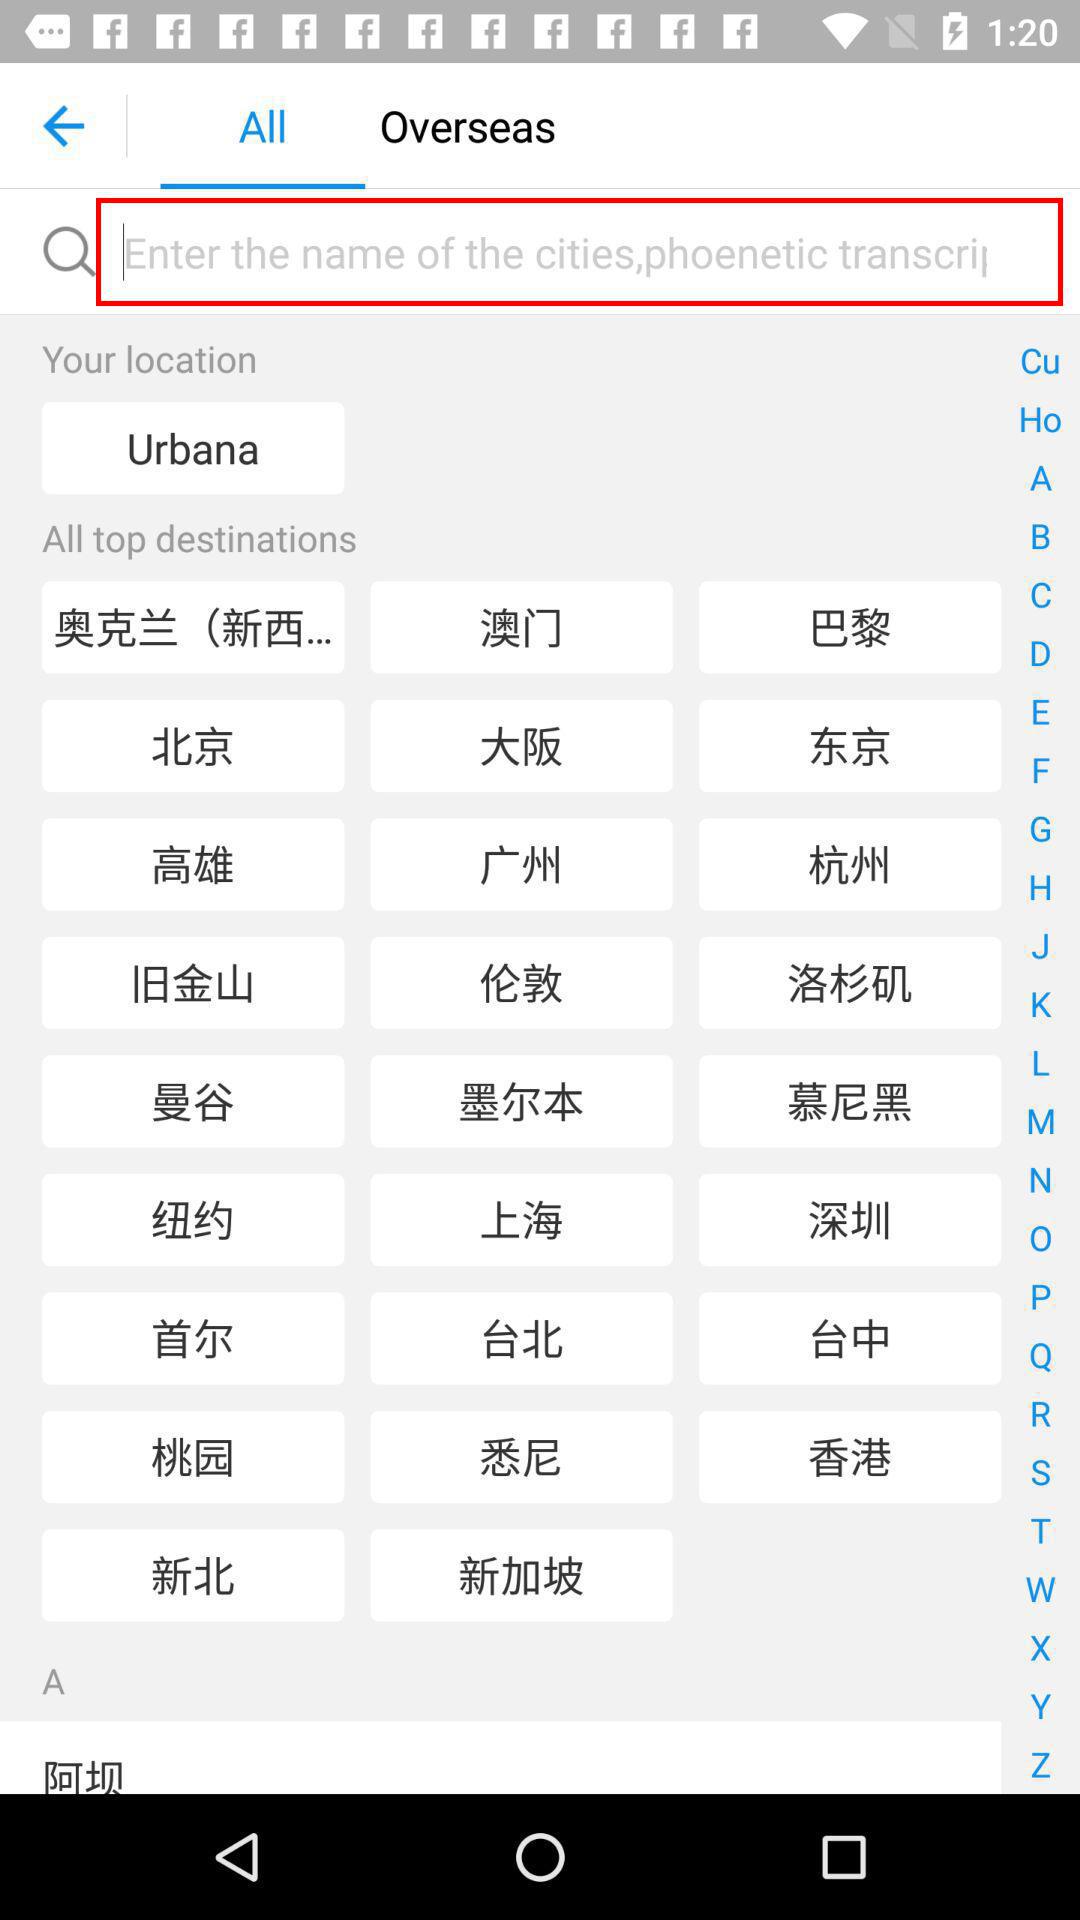 1:20
All Overseas
Enter the name of the cities,phoenetic transcrip
Your location
Urbana
All top destinations
奥克兰（新西... 澳门 巴黎
北京 大阪 东京
高雄 广州 杭州
旧金山 伦敦 洛杉矶
曼谷 墨尔本 慕尼黑
纽约 上海 深圳
首尔 台北 台中
桃园 悉尼 香港
新北 新加坡
A
阿坝
Cu
Ho
A
B
C
D
E
F
G
H
J
K
L
M
N
O
P
Q
R
S
T
W
X
Y
Z